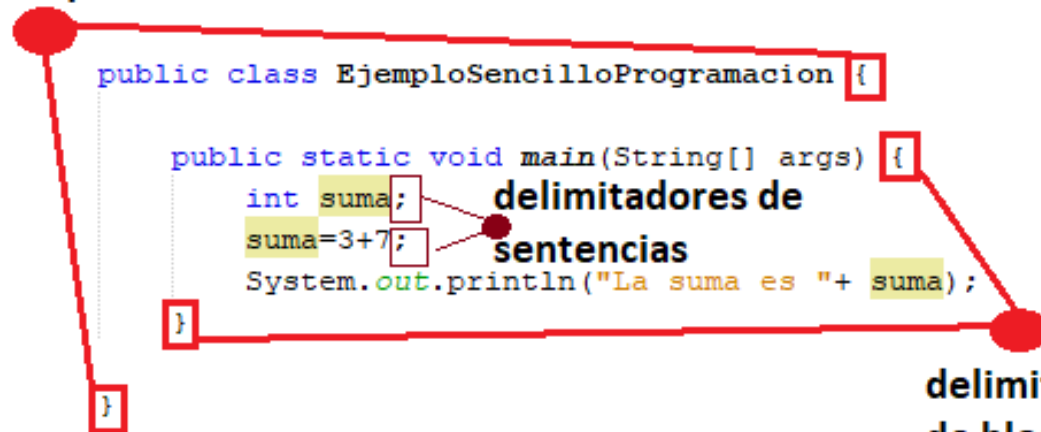 public class EjemploSencilloProgramacion {
public static void main(String[] args) {
int suma;
delimitadores de
suma=3+7;
sentencias
System.out.println("La suma es "+ suma);
}
}